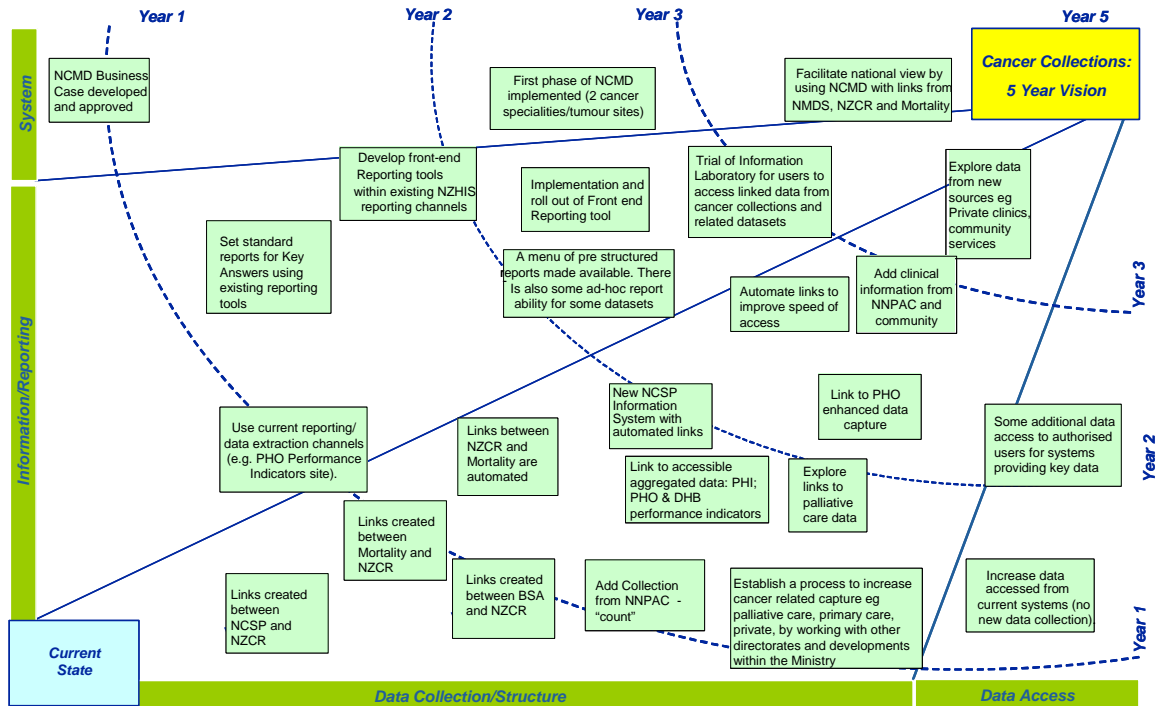 Year 1
Year 2
Year 3
Year 5
System
NCMD Business
Case developed
and approved
First phase of NCMD
implemented (2 cancer
specialities/tumour sites)
Facilitate national view by
using NCMD with links from
NMDS, NZCR and Mortality
Cancer Collections:
5 Year Vision
Information/Reporting
Develop front-end
Reporting tools
within existing NZHIS
reporting channels
Implementation and
roll out of Front end
Reporting tool
Trial of Information
Laboratory for users to
access linked data from
cancer collections and
related datasets
Explore data
from new
sources eg
Private clinics,
community
services
Set standard
reports for Key
Answers using
existing reporting
tools
A menu of pre structured
reports made available. There
Is also some ad-hoc report
ability for some datasets
Automate links to
improve speed of
access
Add clinical
information from
NNPAC and
community
Year 3
Use current reporting/
data extraction channels
(e.g. PHO Performance
Indicators site).
Links between
NZCR and
Mortality are
automated
New NCSP
Information
System with
automated links
Link to PHO
enhanced data
capture
Some additional data
access to authorised
users for systems
providing key data
Year 2
Link to accessible
aggregated data: PHI;
PHO & DHB
performance indicators
Explore
links to
palliative
care data
Links created
between
Mortality and
NZCR
Links created
between
NCSP and
NZCR
Links created
between BSA
and NZCR
Add Collection
from NNPAC -
“count”
Establish a process to increase
cancer related capture eg
palliative care, primary care,
private, by working with other
directorates and developments
within the Ministry
Increase data
accessed from
current systems (no
new data collection).
Year 1
Current
State
Data Collection/Structure
Data Access